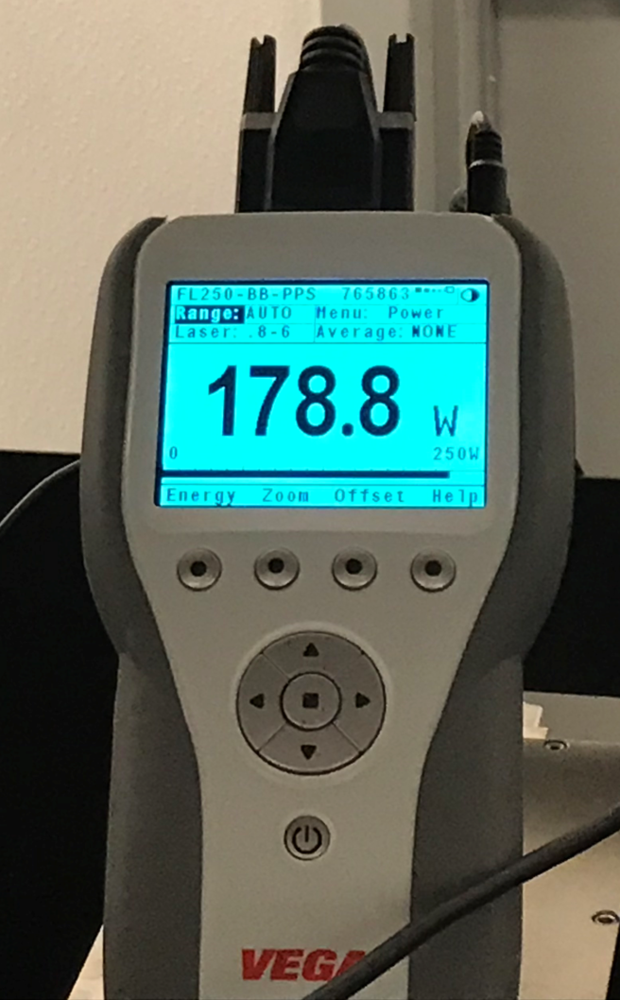 FL250-BB-PPS 765863
Range: AUTO Menu: Power
Laser: .8-6 Average: NONE
178.8 W
0 250W
Energy Zoom Offset Help
VEGA